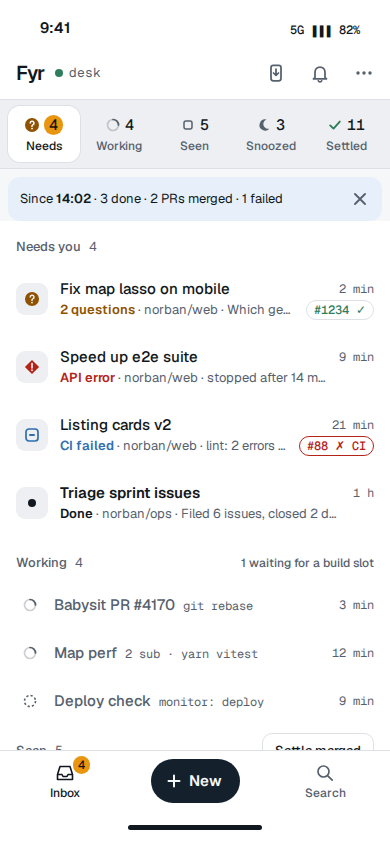 9:41
5G 82%
Fyr desk
? 4
Needs
4
Working
5
Seen
3
Snoozed
✓ 11
Settled
Since 14:02 · 3 done · 2 PRs merged · 1 failed
Needs you 4
Fix map lasso on mobile 2 min
2 questions · norban/web · Which ge… #1234 ✓
Speed up e2e suite 9 min
API error · norban/web · stopped after 14 m…
Listing cards v2 21 min
CI failed · norban/web · lint: 2 errors … #88 ✗ CI
Triage sprint issues 1 h
Done · norban/ops · Filed 6 issues, closed 2 d…
Working 4 1 waiting for a build slot
Babysit PR #4170 git rebase 3 min
Map perf 2 sub · yarn vitest 12 min
Deploy check monitor: deploy 9 min
Seen 5 Settle merged
4
Inbox
+ New
Search